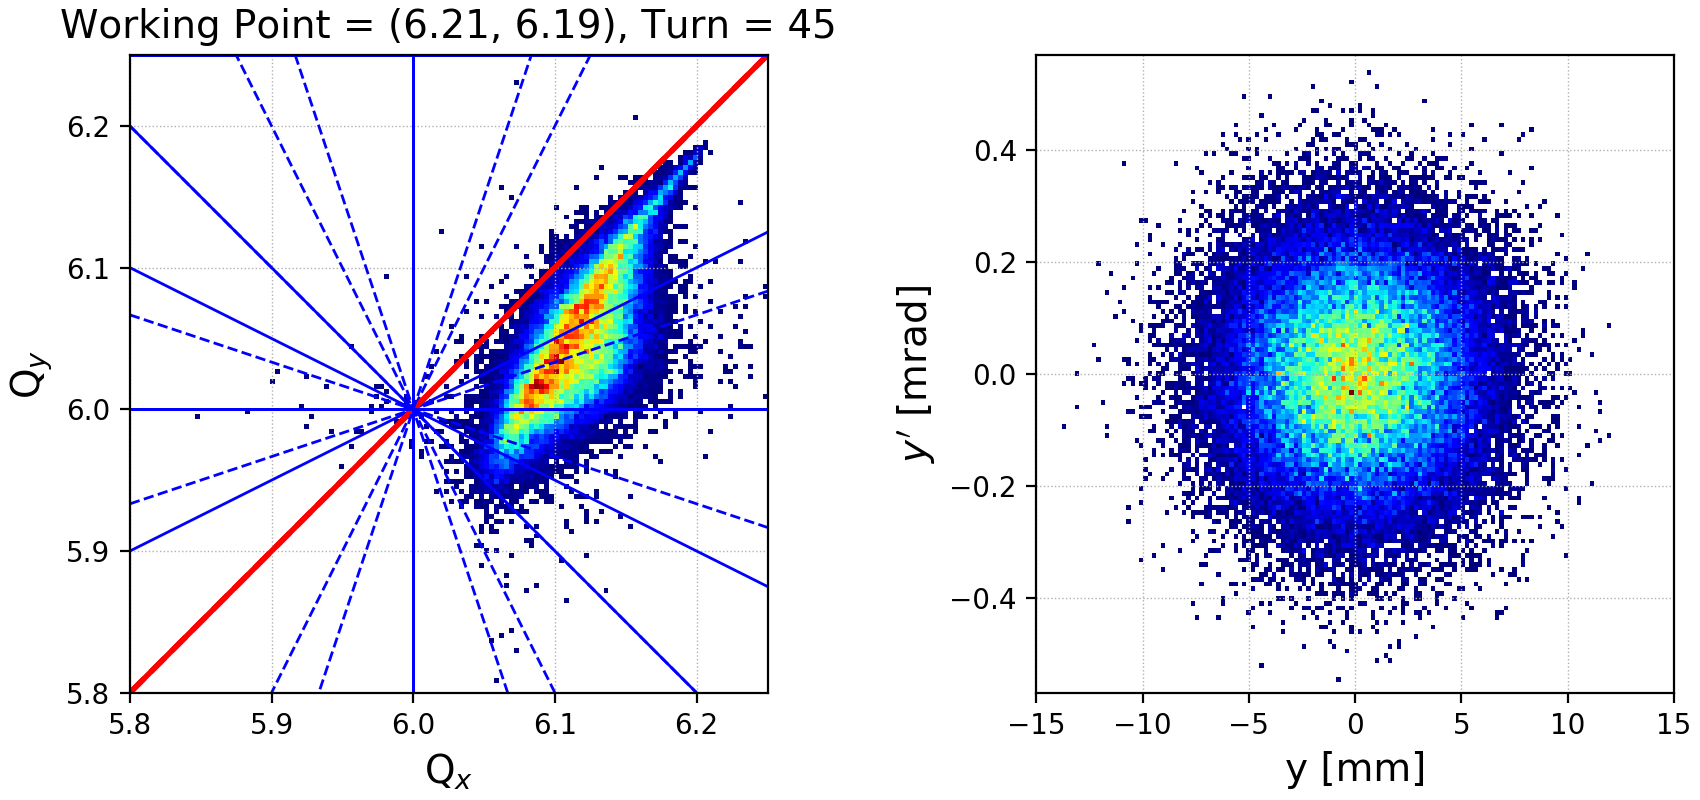 Working Point = (6.21, 6.19), Turn = 45
6.2
6.1
6.0
5.9
5.8
5.8 5.9 6.0 6.1 6.2
Qy
Qx
0.4
0.2
0.0
−0.2
−0.4
−15 −10 −5 0 5 10 15
y′ [mrad]
y [mm]